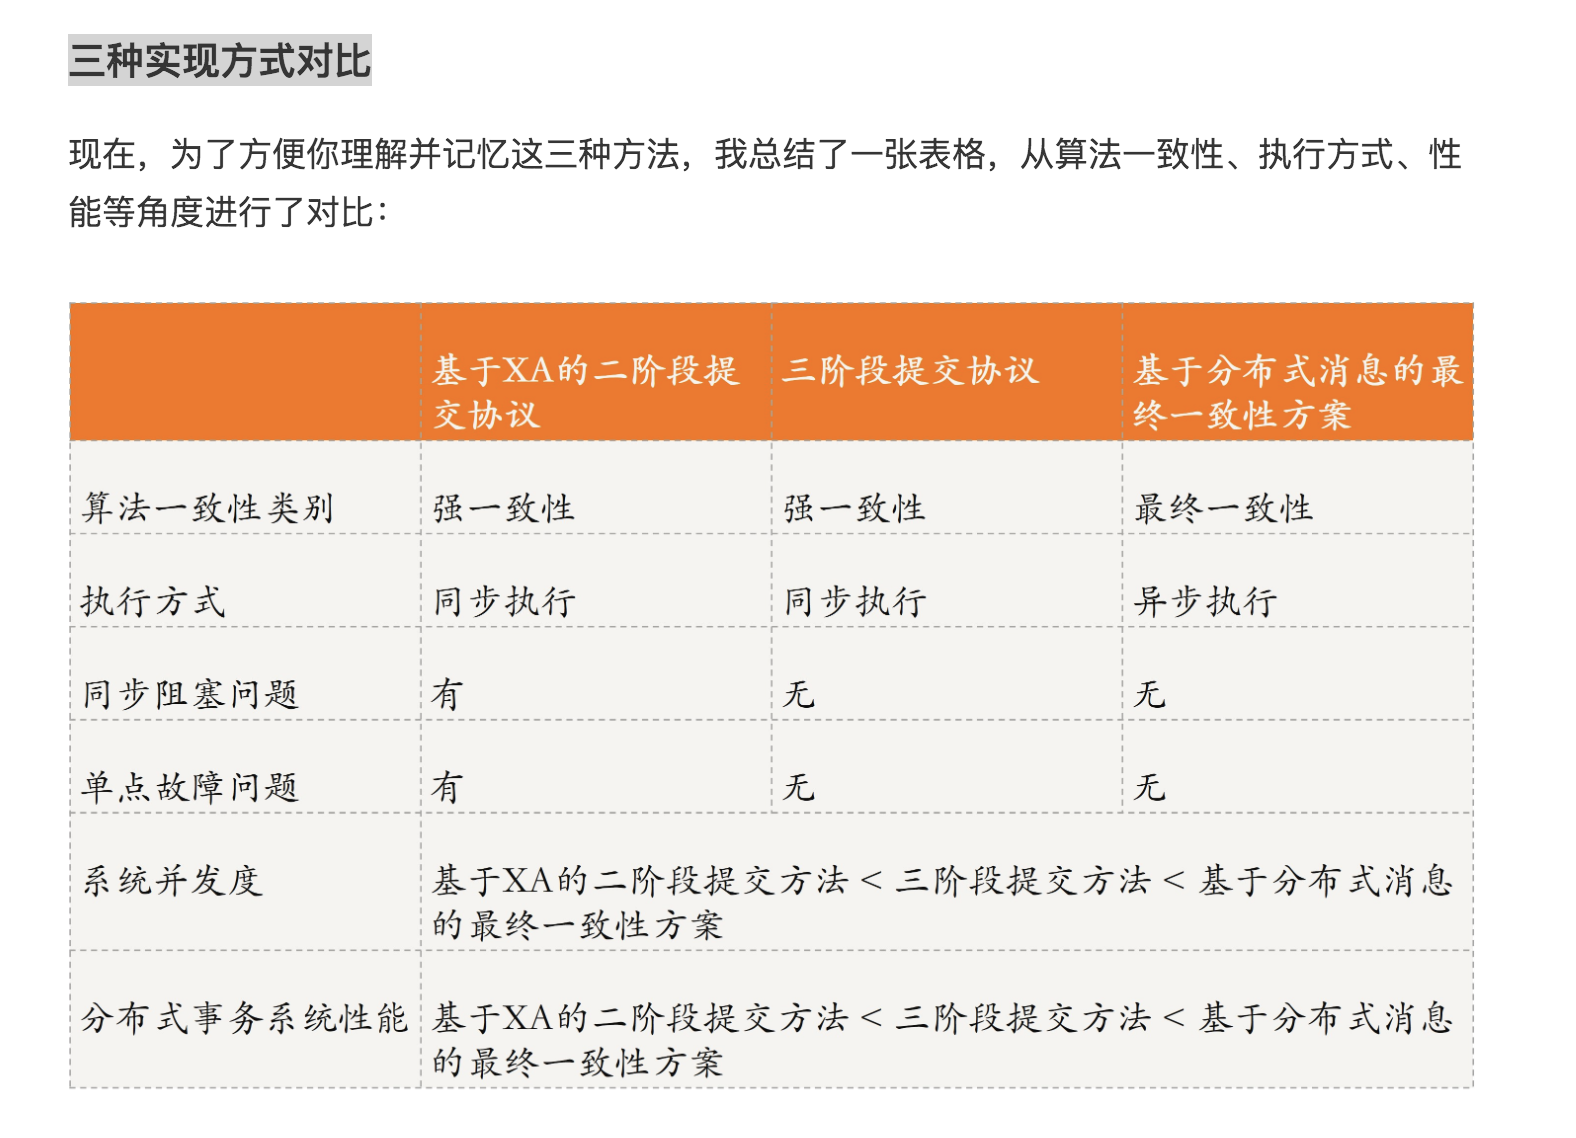 三种实现方式对比
现在，为了方便你理解并记忆这三种方法，我总结了一张表格，从算法一致性、执行方式、性
能等角度进行了对比：
基于XA的二阶段提
交协议
三阶段提交协议
基于分布式消息的最
终一致性方案
算法一致性类别
强一致性
强一致性
最终一致性
执行方式
同步执行
同步执行
异步执行
同步阻塞问题
有
无
无
单点故障问题
有
无
无
系统并发度
基于XA的二阶段提交方法 < 三阶段提交方法 < 基于分布式消息
的最终一致性方案
分布式事务系统性能
基于XA的二阶段提交方法 < 三阶段提交方法 < 基于分布式消息
的最终一致性方案